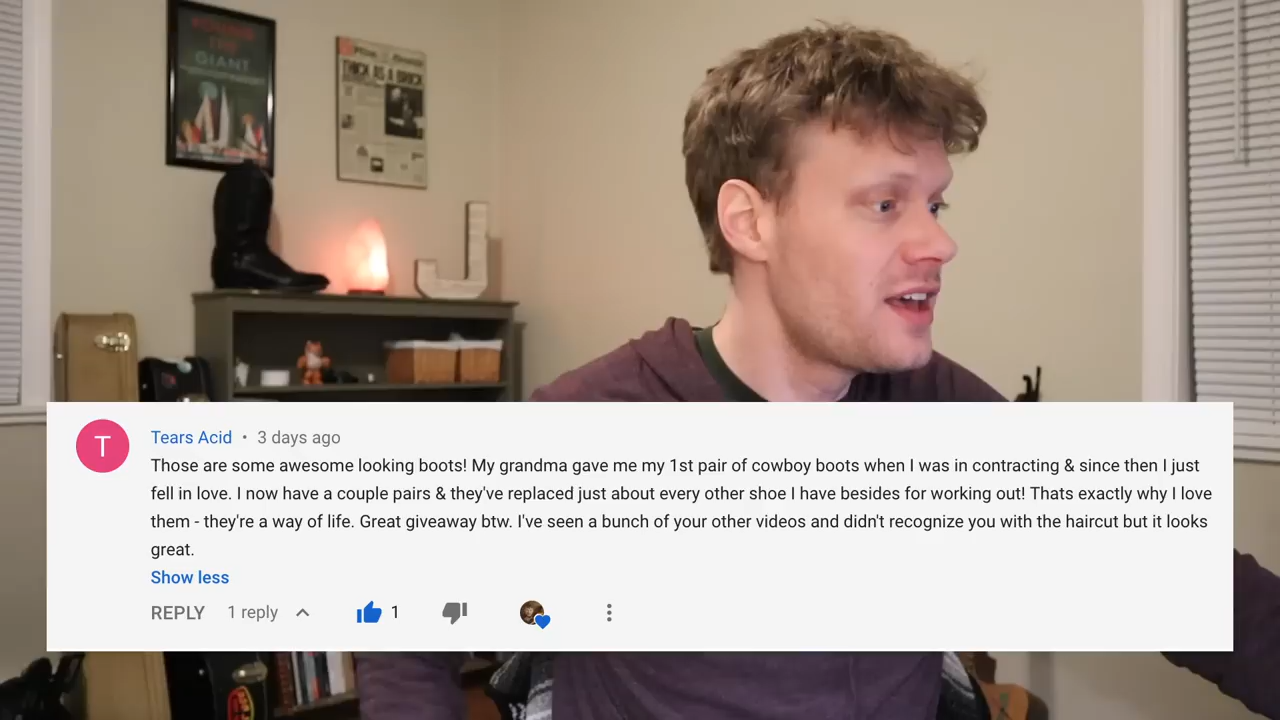 GIANT
THICK AS A BRICK
T
Tears Acid • 3 days ago
Those are some awesome looking boots! My grandma gave me my 1st pair of cowboy boots when I was in contracting & since then I just
fell in love. I now have a couple pairs & they've replaced just about every other shoe I have besides for working out! Thats exactly why I love
them - they're a way of life. Great giveaway btw. I've seen a bunch of your other videos and didn't recognize you with the haircut but it looks
great.
Show less
REPLY 1 reply 1